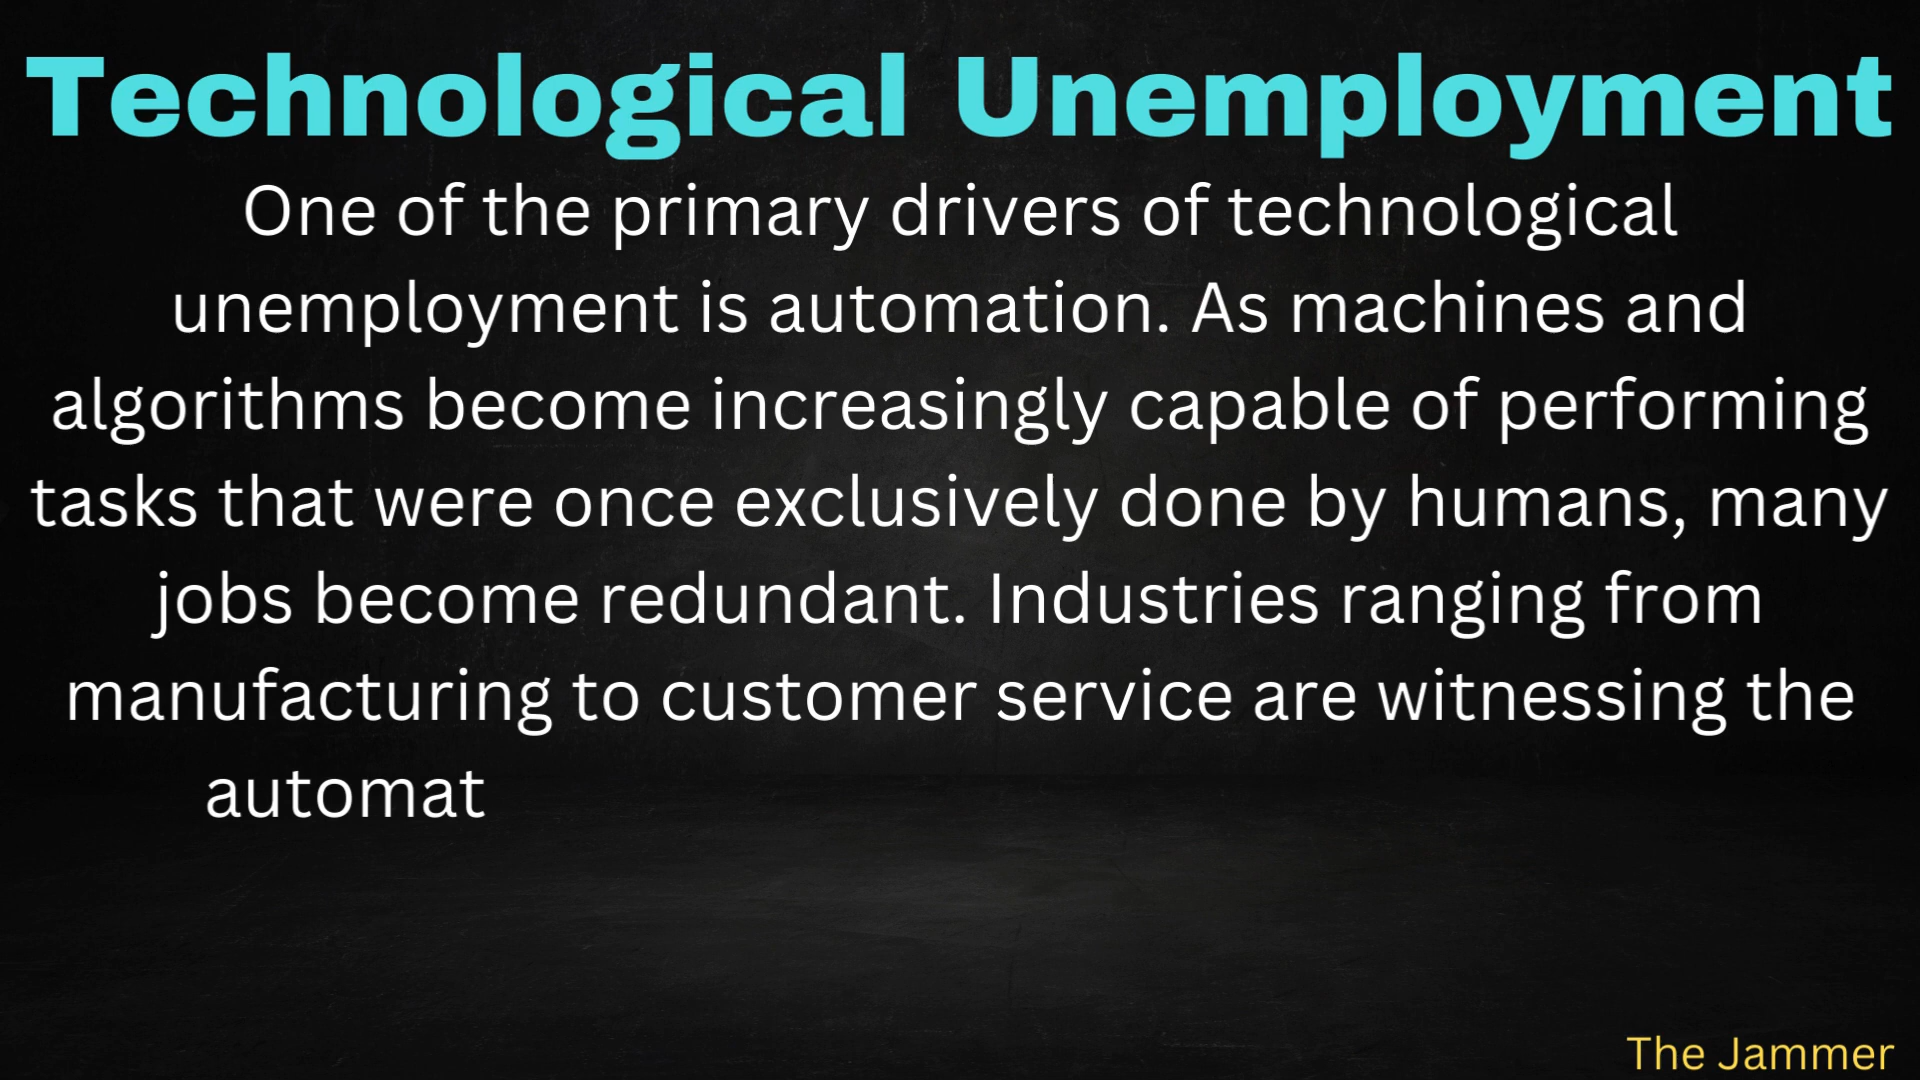 Technological Unemployment
One of the primary drivers of technological
unemployment is automation. As machines and
algorithms become increasingly capable of performing
tasks that were once exclusively done by humans, many
jobs become redundant. Industries ranging from
manufacturing to customer service are witnessing the
automat
The Jammer